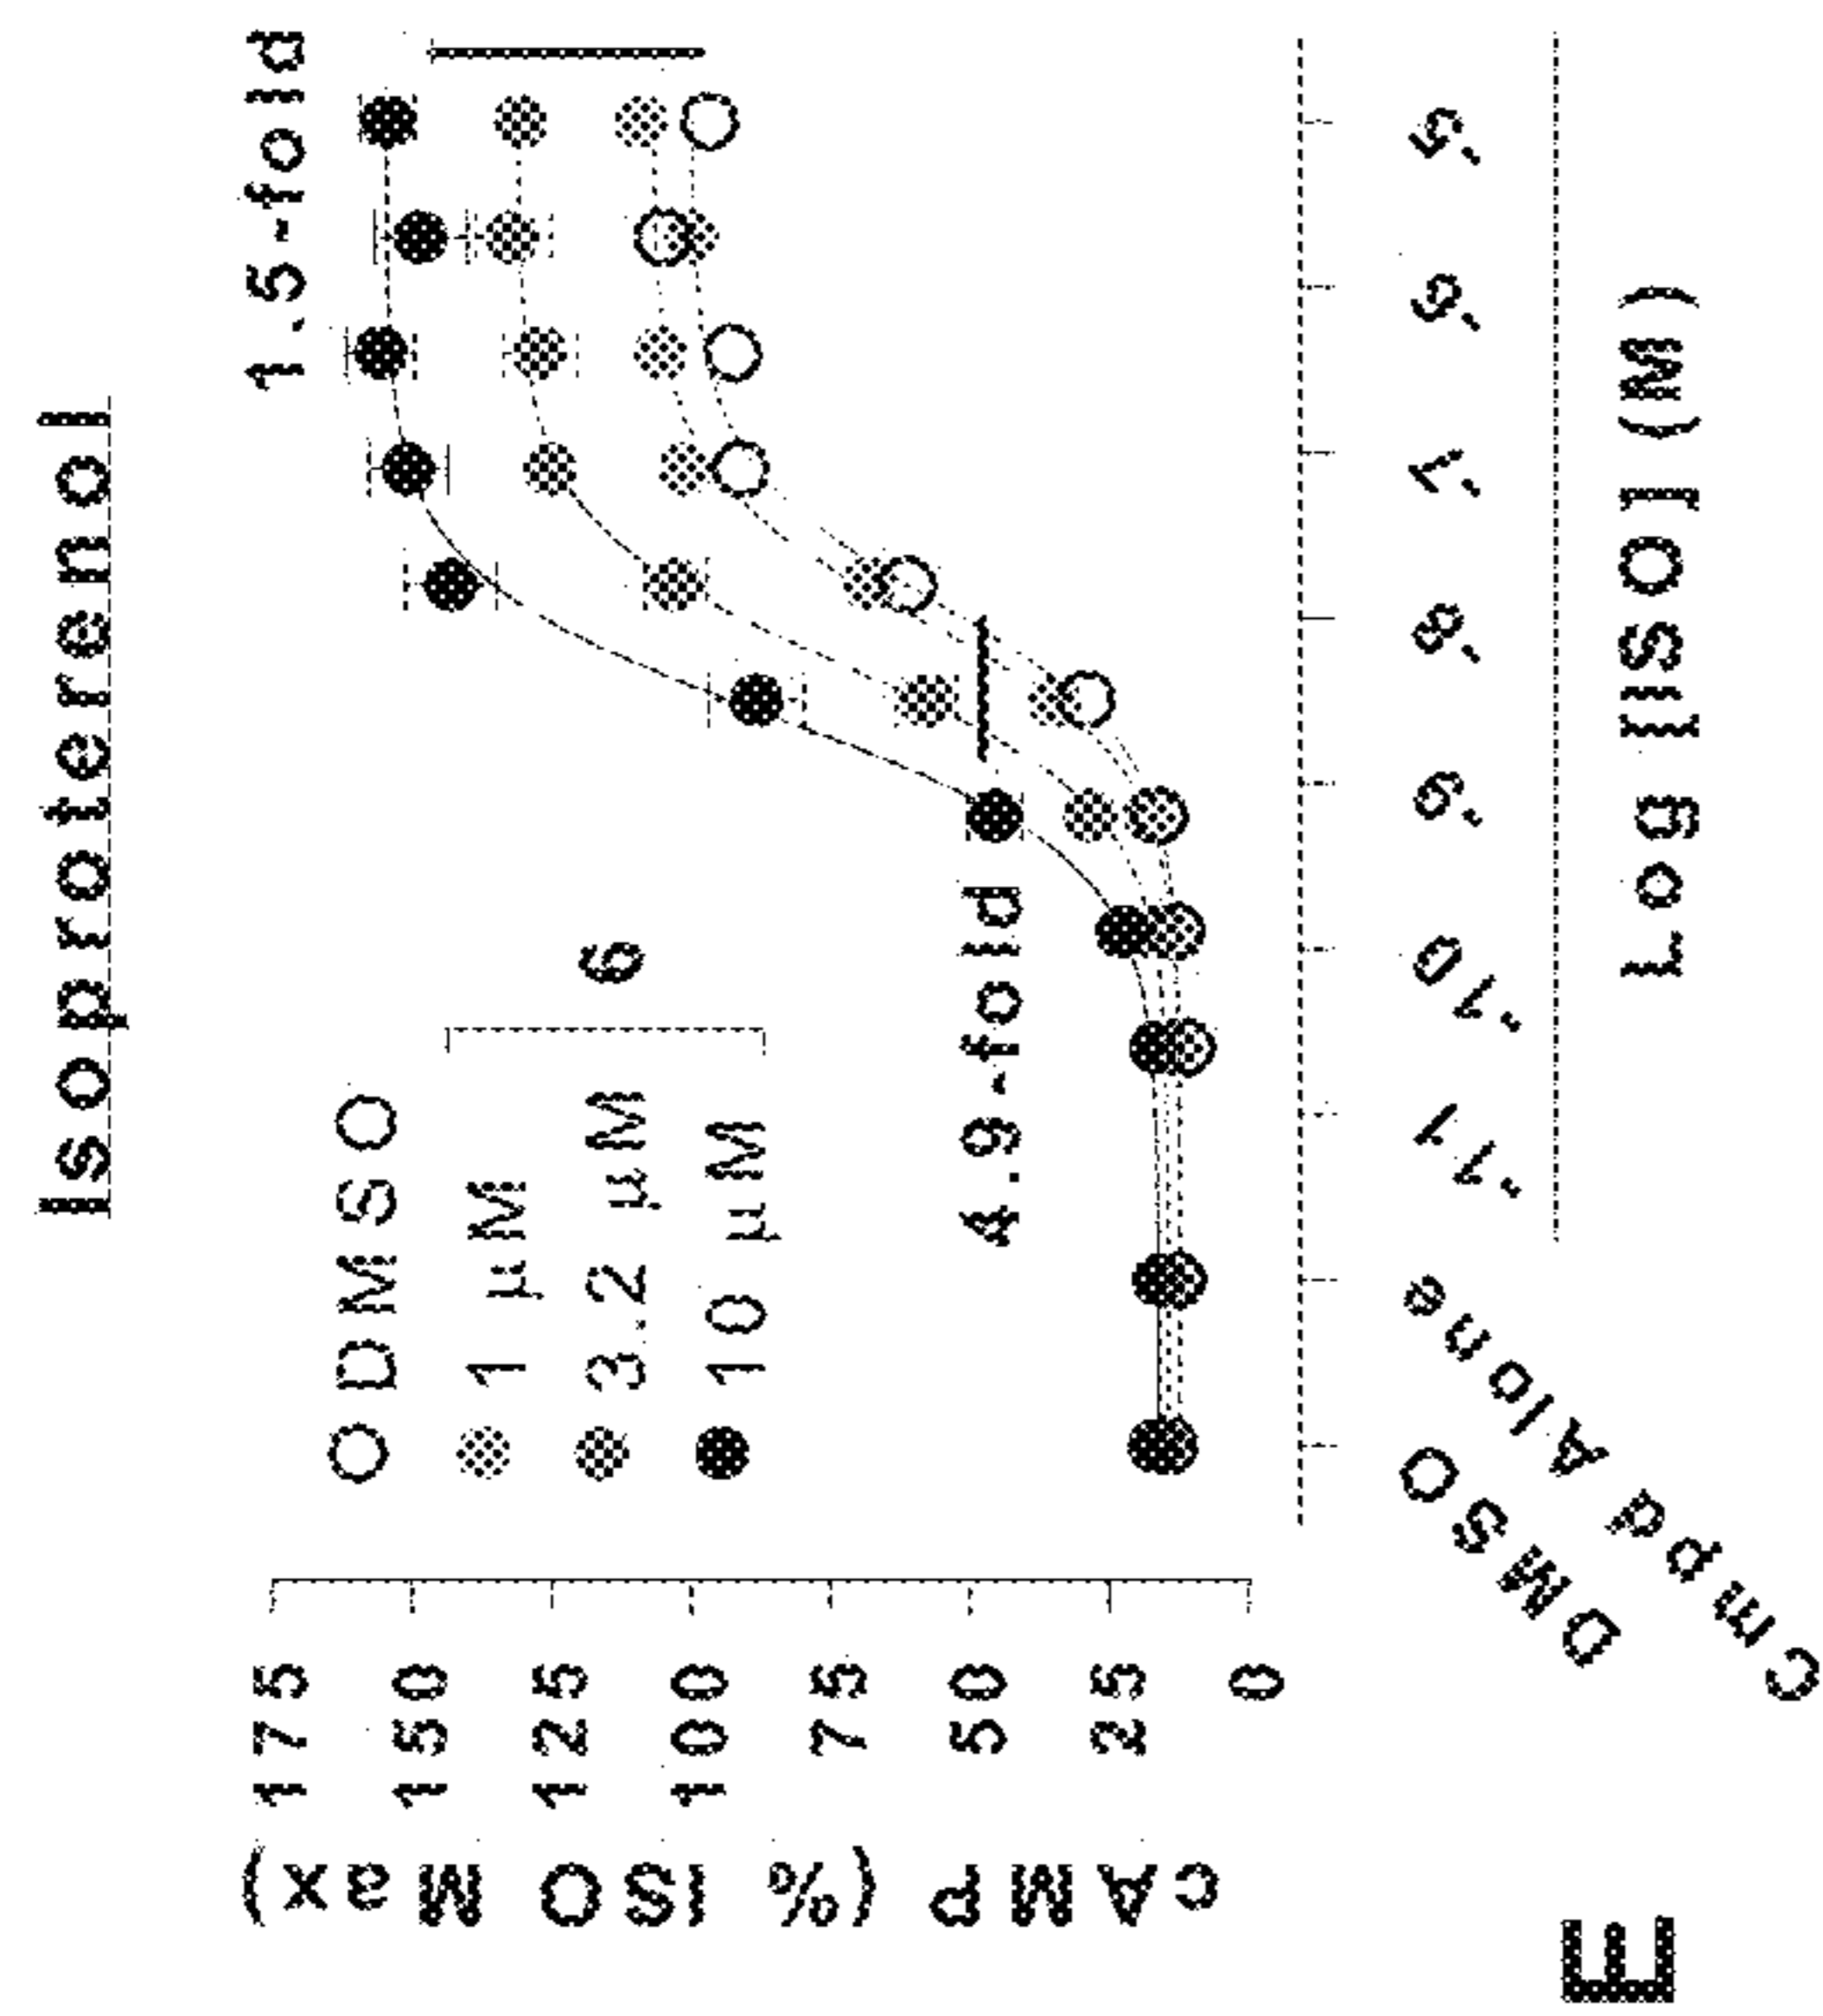 E
Isoproterenol
cAMP (% ISO Max)
175
150
125
100
75
50
25
0
DMSO
1 µM
3.2 µM
10 µM
6
1.5-fold
4.9-fold
DMSO
Cmpd Alone
-11
-10
-9
-8
-7
-6
-5
Log [ISO] (M)